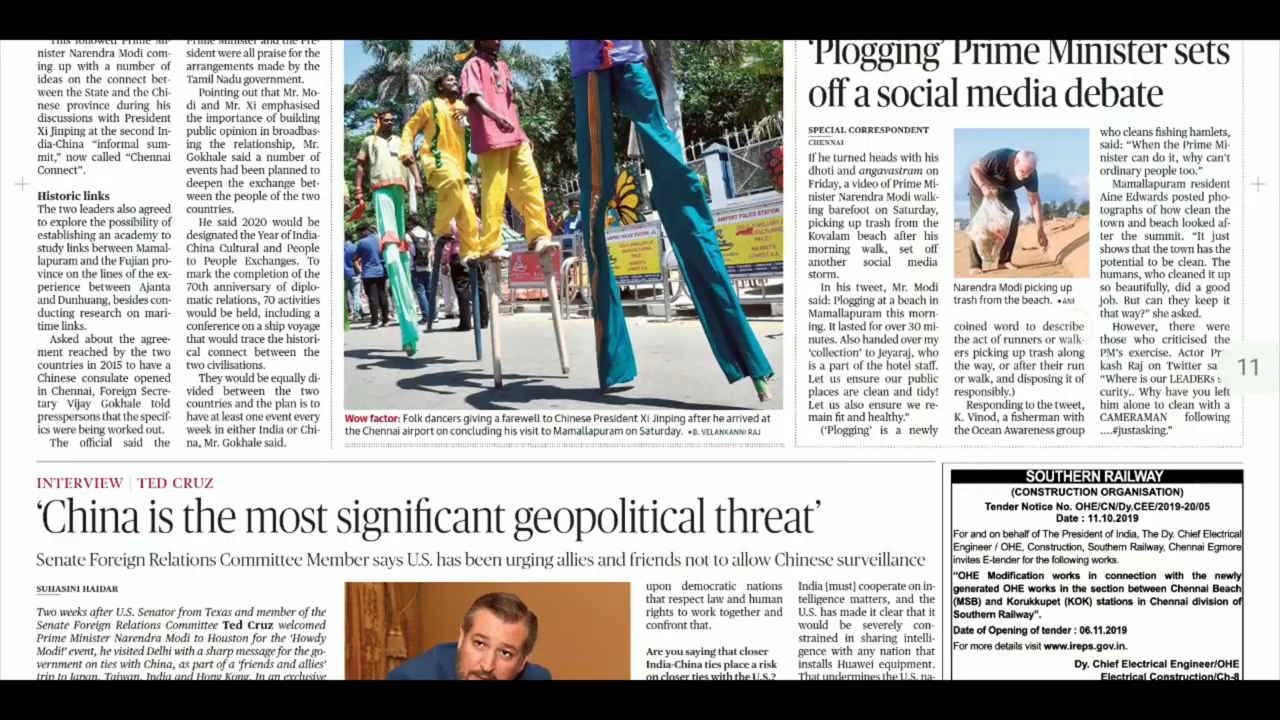 This followed Prime Mi-
nister Narendra Modi com-
ing up with a number of
ideas on the connect bet-
ween the State and the Chi-
nese province during his
discussions with President
Xi Jinping at the second In-
dia-China “informal sum-
mit,” now called “Chennai
Connect”.
Historic links
The two leaders also agreed
to explore the possibility of
establishing an academy to
study links between Mamal-
lapuram and the Fujian pro-
vince on the lines of the ex-
perience between Ajanta
and Dunhuang, besides con-
ducting research on mari-
time links.
Asked about the agree-
ment reached by the two
countries in 2015 to have a
Chinese consulate opened
in Chennai, Foreign Secre-
tary Vijay Gokhale told
presspersons that the specif-
ics were being worked out.
The official said the
Prime Minister and the Pre-
sident were all praise for the
arrangements made by the
Tamil Nadu government.
Pointing out that Mr. Mo-
di and Mr. Xi emphasised
the importance of building
public opinion in broadbas-
ing the relationship, Mr.
Gokhale said a number of
events had been planned to
deepen the exchange bet-
ween the people of the two
countries.
He said 2020 would be
designated the Year of India-
China Cultural and People
to People Exchanges. To
mark the completion of the
70th anniversary of diplo-
matic relations, 70 activities
would be held, including a
conference on a ship voyage
that would trace the histori-
cal connect between the
two civilisations.
They would be equally di-
vided between the two
countries and the plan is to
have at least one event every
week in either India or Chi-
na, Mr. Gokhale said.
AIRPORT POLICE STATION
AIRPORT POLICE STATION
Wow factor: Folk dancers giving a farewell to Chinese President Xi Jinping after he arrived at
the Chennai airport on concluding his visit to Mamallapuram on Saturday. •B. VELANKANNI RAJ
‘Plogging’ Prime Minister sets
off a social media debate
SPECIAL CORRESPONDENT
CHENNAI
If he turned heads with his
dhoti and angavastram on
Friday, a video of Prime Mi-
nister Narendra Modi walk-
ing barefoot on Saturday,
picking up trash from the
Kovalam beach after his
morning walk, set off
another social media
storm.
In his tweet, Mr. Modi
said: Plogging at a beach in
Mamallapuram this morn-
ing. It lasted for over 30 mi-
nutes. Also handed over my
‘collection’ to Jeyaraj, who
is a part of the hotel staff.
Let us ensure our public
places are clean and tidy!
Let us also ensure we re-
main fit and healthy.”
(‘Plogging’ is a newly
Narendra Modi picking up
trash from the beach. •ANI
coined word to describe
the act of runners or walk-
ers picking up trash along
the way, or after their run
or walk, and disposing of it
responsibly.)
Responding to the tweet,
K. Vinod, a fisherman with
the Ocean Awareness group
who cleans fishing hamlets,
said: “When the Prime Mi-
nister can do it, why can’t
ordinary people too.”
Mamallapuram resident
Aine Edwards posted pho-
tographs of how clean the
town and beach looked af-
ter the summit. “It just
shows that the town has the
potential to be clean. The
humans, who cleaned it up
so beautifully, did a good
job. But can they keep it
that way?” she asked.
However, there were
those who criticised the
PM’s exercise. Actor
kash Raj on Twitter
“Where is our LEADERs
curity.. Why have you left
him alone to clean with a
CAMERAMAN following
....#justasking.”
11
INTERVIEW | TED CRUZ
‘China is the most significant geopolitical threat’
Senate Foreign Relations Committee Member says U.S. has been urging allies and friends not to allow Chinese surveillance
SUHASINI HAIDAR
Two weeks after U.S. Senator from Texas and member of the
Senate Foreign Relations Committee Ted Cruz welcomed
Prime Minister Narendra Modi to Houston for the ‘Howdy
Modi!’ event, he visited Delhi with a sharp message for the go-
vernment on ties with China, as part of a ‘friends and allies’
trip to Japan, Taiwan, India and Hong Kong. In an exclusive
upon democratic nations
that respect law and human
rights to work together and
confront that.
Are you saying that closer
India-China ties place a risk
on closer ties with the U.S.?
India [must] cooperate on in-
telligence matters, and the
U.S. has made it clear that it
would be severely con-
strained in sharing intelli-
gence with any nation that
installs Huawei equipment.
That undermines the U.S. na-
SOUTHERN RAILWAY
(CONSTRUCTION ORGANISATION)
Tender Notice No. OHE/CN/Dy.CEE/2019-20/05
Date : 11.10.2019
For and on behalf of The President of India, The Dy. Chief Electrical
Engineer / OHE, Construction, Southern Railway, Chennai Egmore
invites E-tender for the following works.
“OHE Modification works in connection with the newly
generated OHE works in the section between Chennai Beach
(MSB) and Korukkupet (KOK) stations in Chennai division of
Southern Railway”.
Date of Opening of tender : 06.11.2019
For more details visit www.ireps.gov.in.
Dy. Chief Electrical Engineer/OHE
Electrical Construction/Ch-8